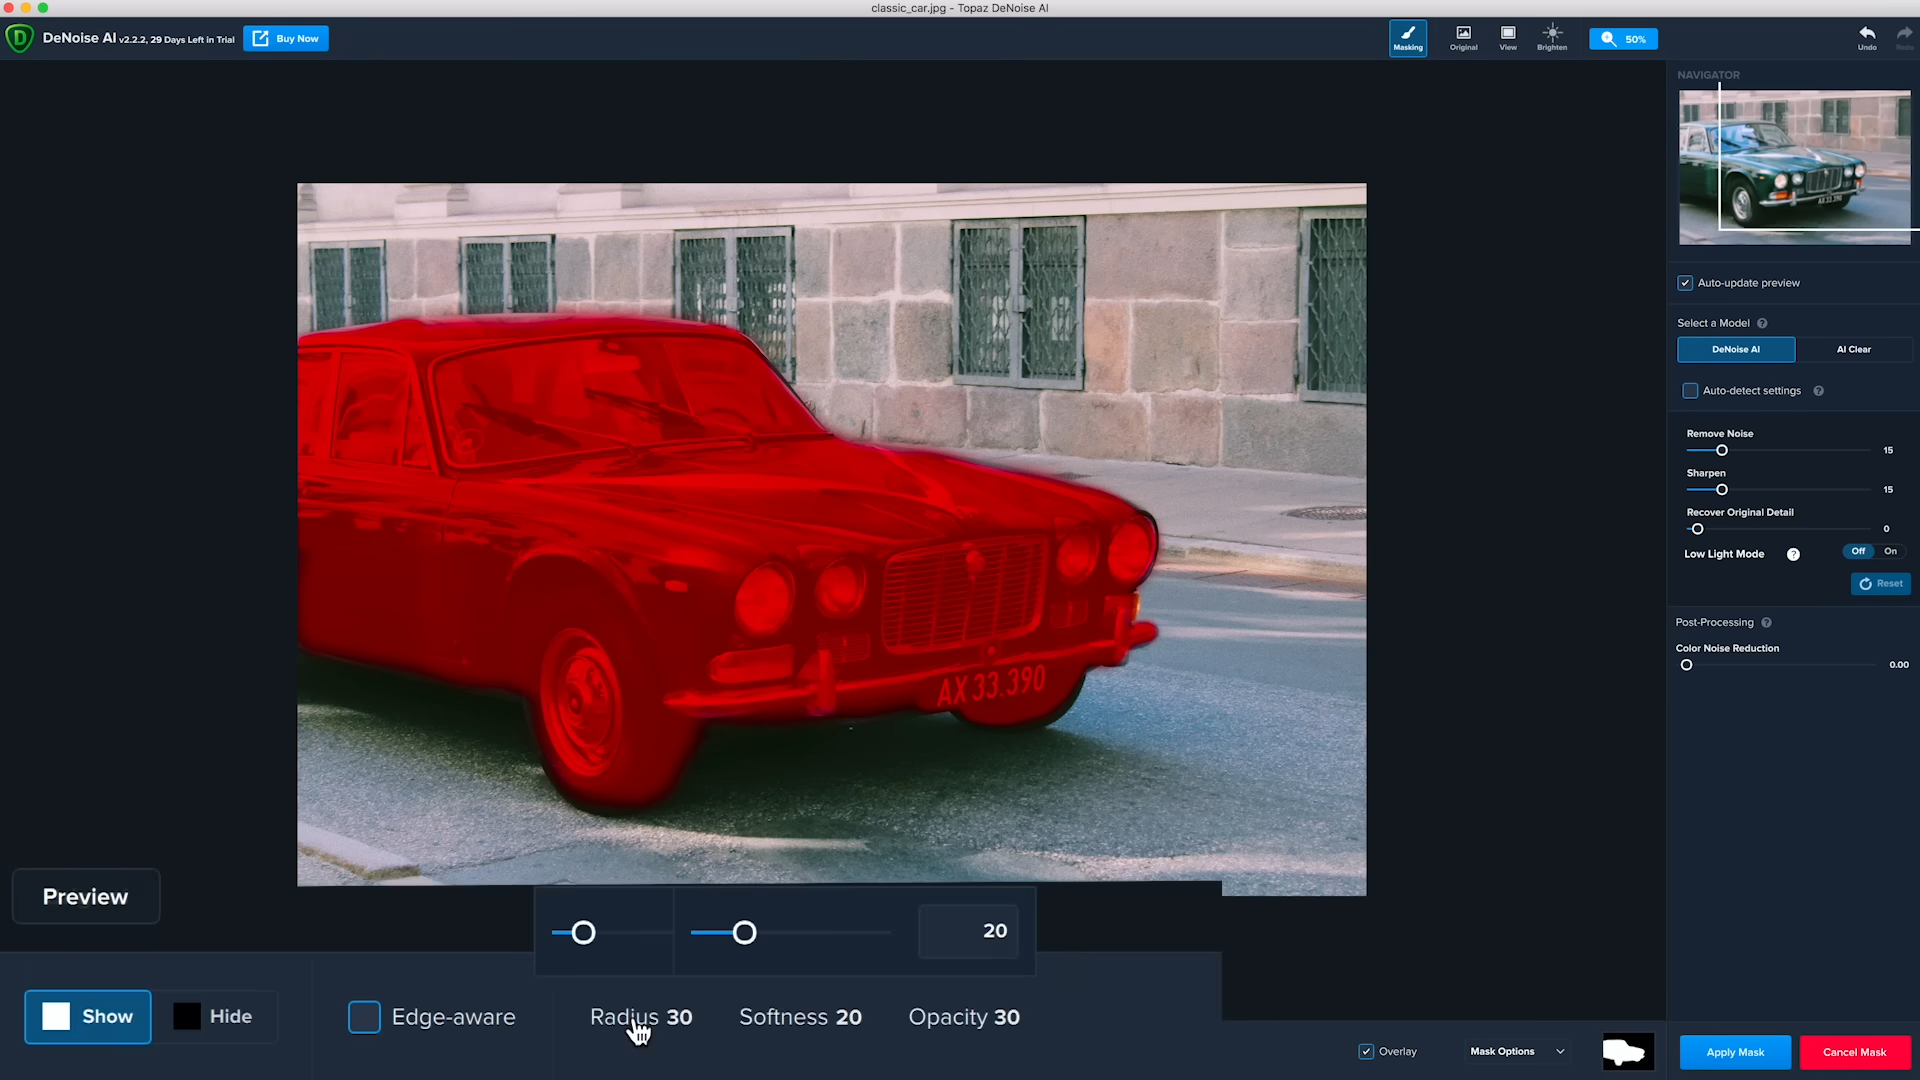 classic_car.jpg - Topaz DeNoise AI
DeNoise AI v2.2.2, 29 Days Left in Trial
Buy Now
Masking
Original
View
Brighten
50%
Undo
Redo
NAVIGATOR
Auto-update preview
Select a Model ?
DeNoise AI
AI Clear
Auto-detect settings ?
Remove Noise
15
Sharpen
15
Recover Original Detail
0
Low Light Mode ?
Off On
Reset
Post-Processing ?
Color Noise Reduction
0.00
AX 33.390
Preview
20
Show
Hide
Edge-aware
Radius 30
Softness 20
Opacity 30
Overlay
Mask Options
Apply Mask
Cancel Mask